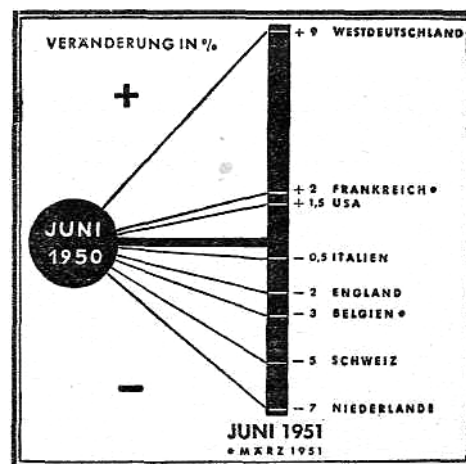 VERÄNDERUNG IN %
+
+ 9 WESTDEUTSCHLAND
+ 2 FRANKREICH •
+ 1,5 USA
JUNI
1950
– 0,5 ITALIEN
– 2 ENGLAND
– 3 BELGIEN •
– 5 SCHWEIZ
–
– 7 NIEDERLANDE
JUNI 1951
• MÄRZ 1951